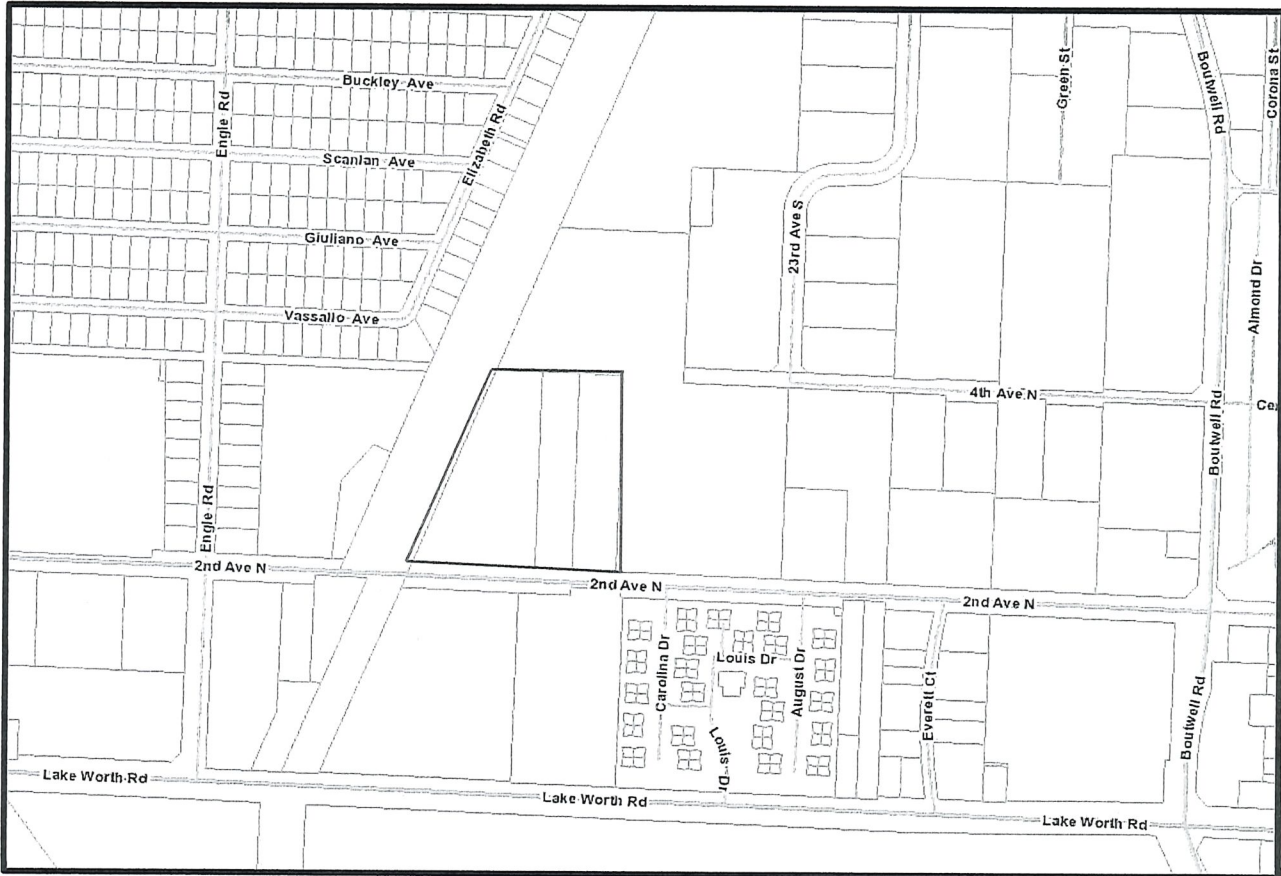 Buckley Ave
Engle Rd
Elizabeth Rd
Scanlan Ave
Giuliano Ave
Vassallo Ave
23rd Ave S
Green St
Boutwell Rd
Corona St
Almond Dr
4th Ave N
Boutwell Rd
Engle Rd
2nd Ave N
2nd Ave N
2nd Ave N
Carolina Dr
Louis Dr
August Dr
Louis Dr
Everett Ct
Boutwell Rd
Lake Worth Rd
Lake Worth Rd
Lake Worth Rd